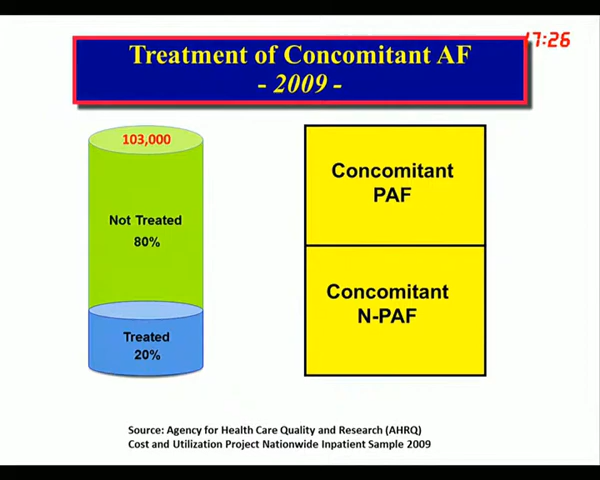 17:26
Treatment of Concomitant AF
- 2009 -
103,000
Not Treated
80%
Treated
20%
Concomitant
PAF
Concomitant
N-PAF
Source: Agency for Health Care Quality and Research (AHRQ)
Cost and Utilization Project Nationwide Inpatient Sample 2009